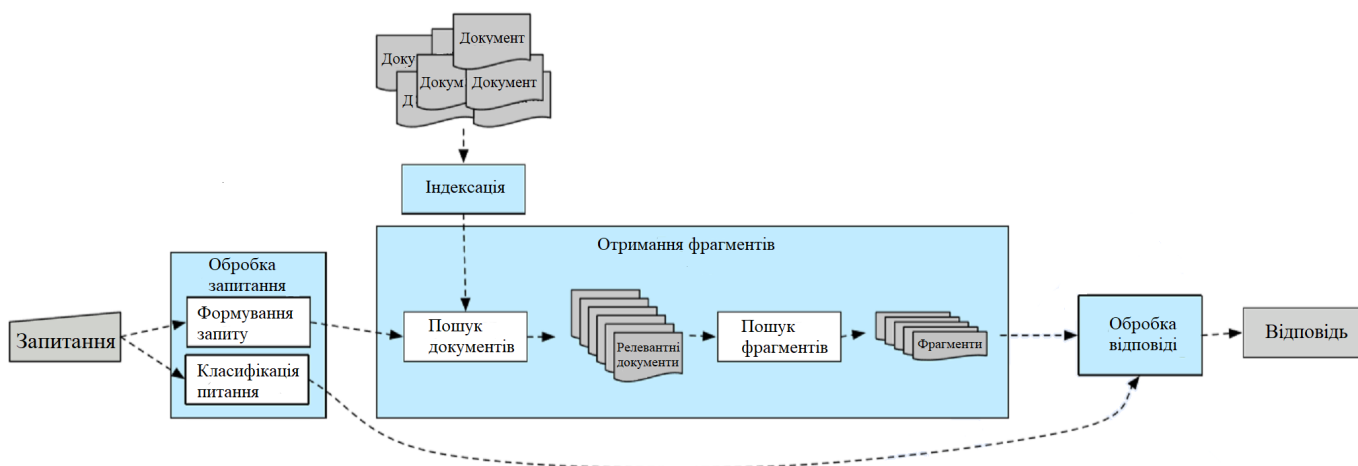 Документ
Докум
Документ
Індексація
Отримання фрагментів
Обробка
запитання
Формування
запиту
Запитання
Класифікація
питання
Пошук
документів
Релевантні
документи
Пошук
фрагментів
Фрагменти
Обробка
відповіді
Відповідь